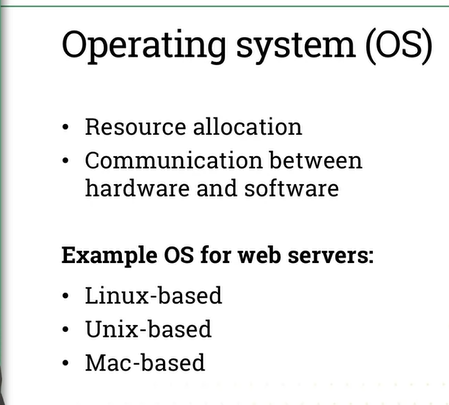 Operating system (OS)
• Resource allocation
• Communication between
hardware and software
Example OS for web servers:
• Linux-based
• Unix-based
• Mac-based